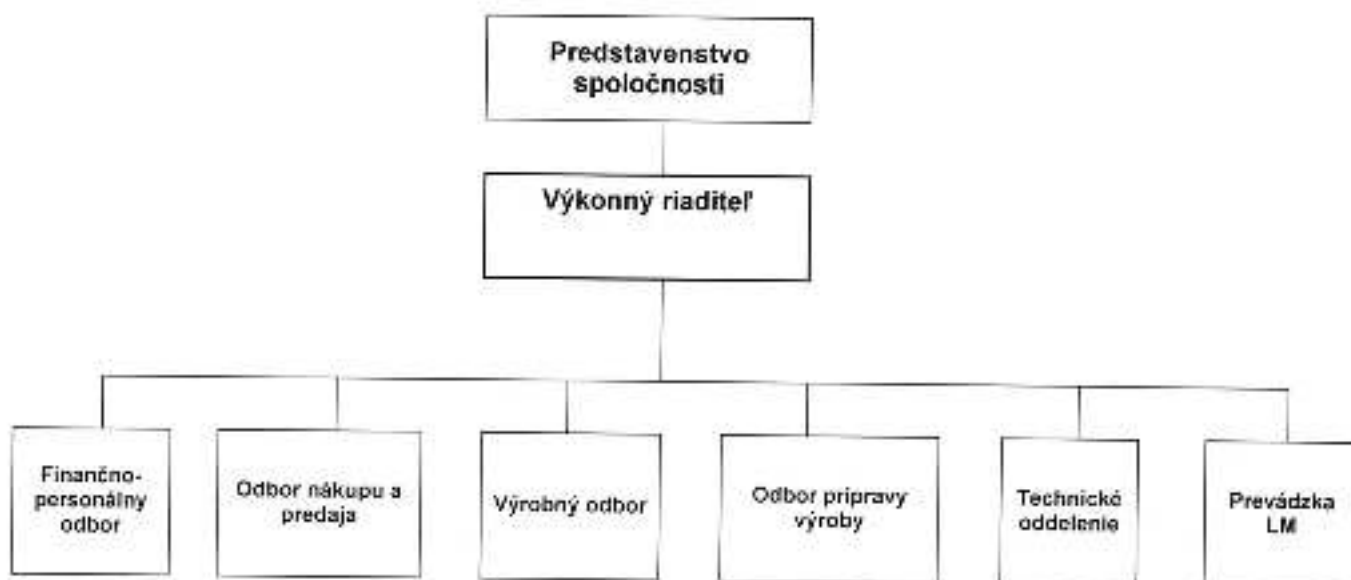 Predstavenstvo
spoločnosti
Výkonný riaditeľ
Finančno-
personálny
odbor
Odbor nákupu a
predaja
Výrobný odbor
Odbor prípravy
výroby
Technické
oddelenie
Prevádzka
LM